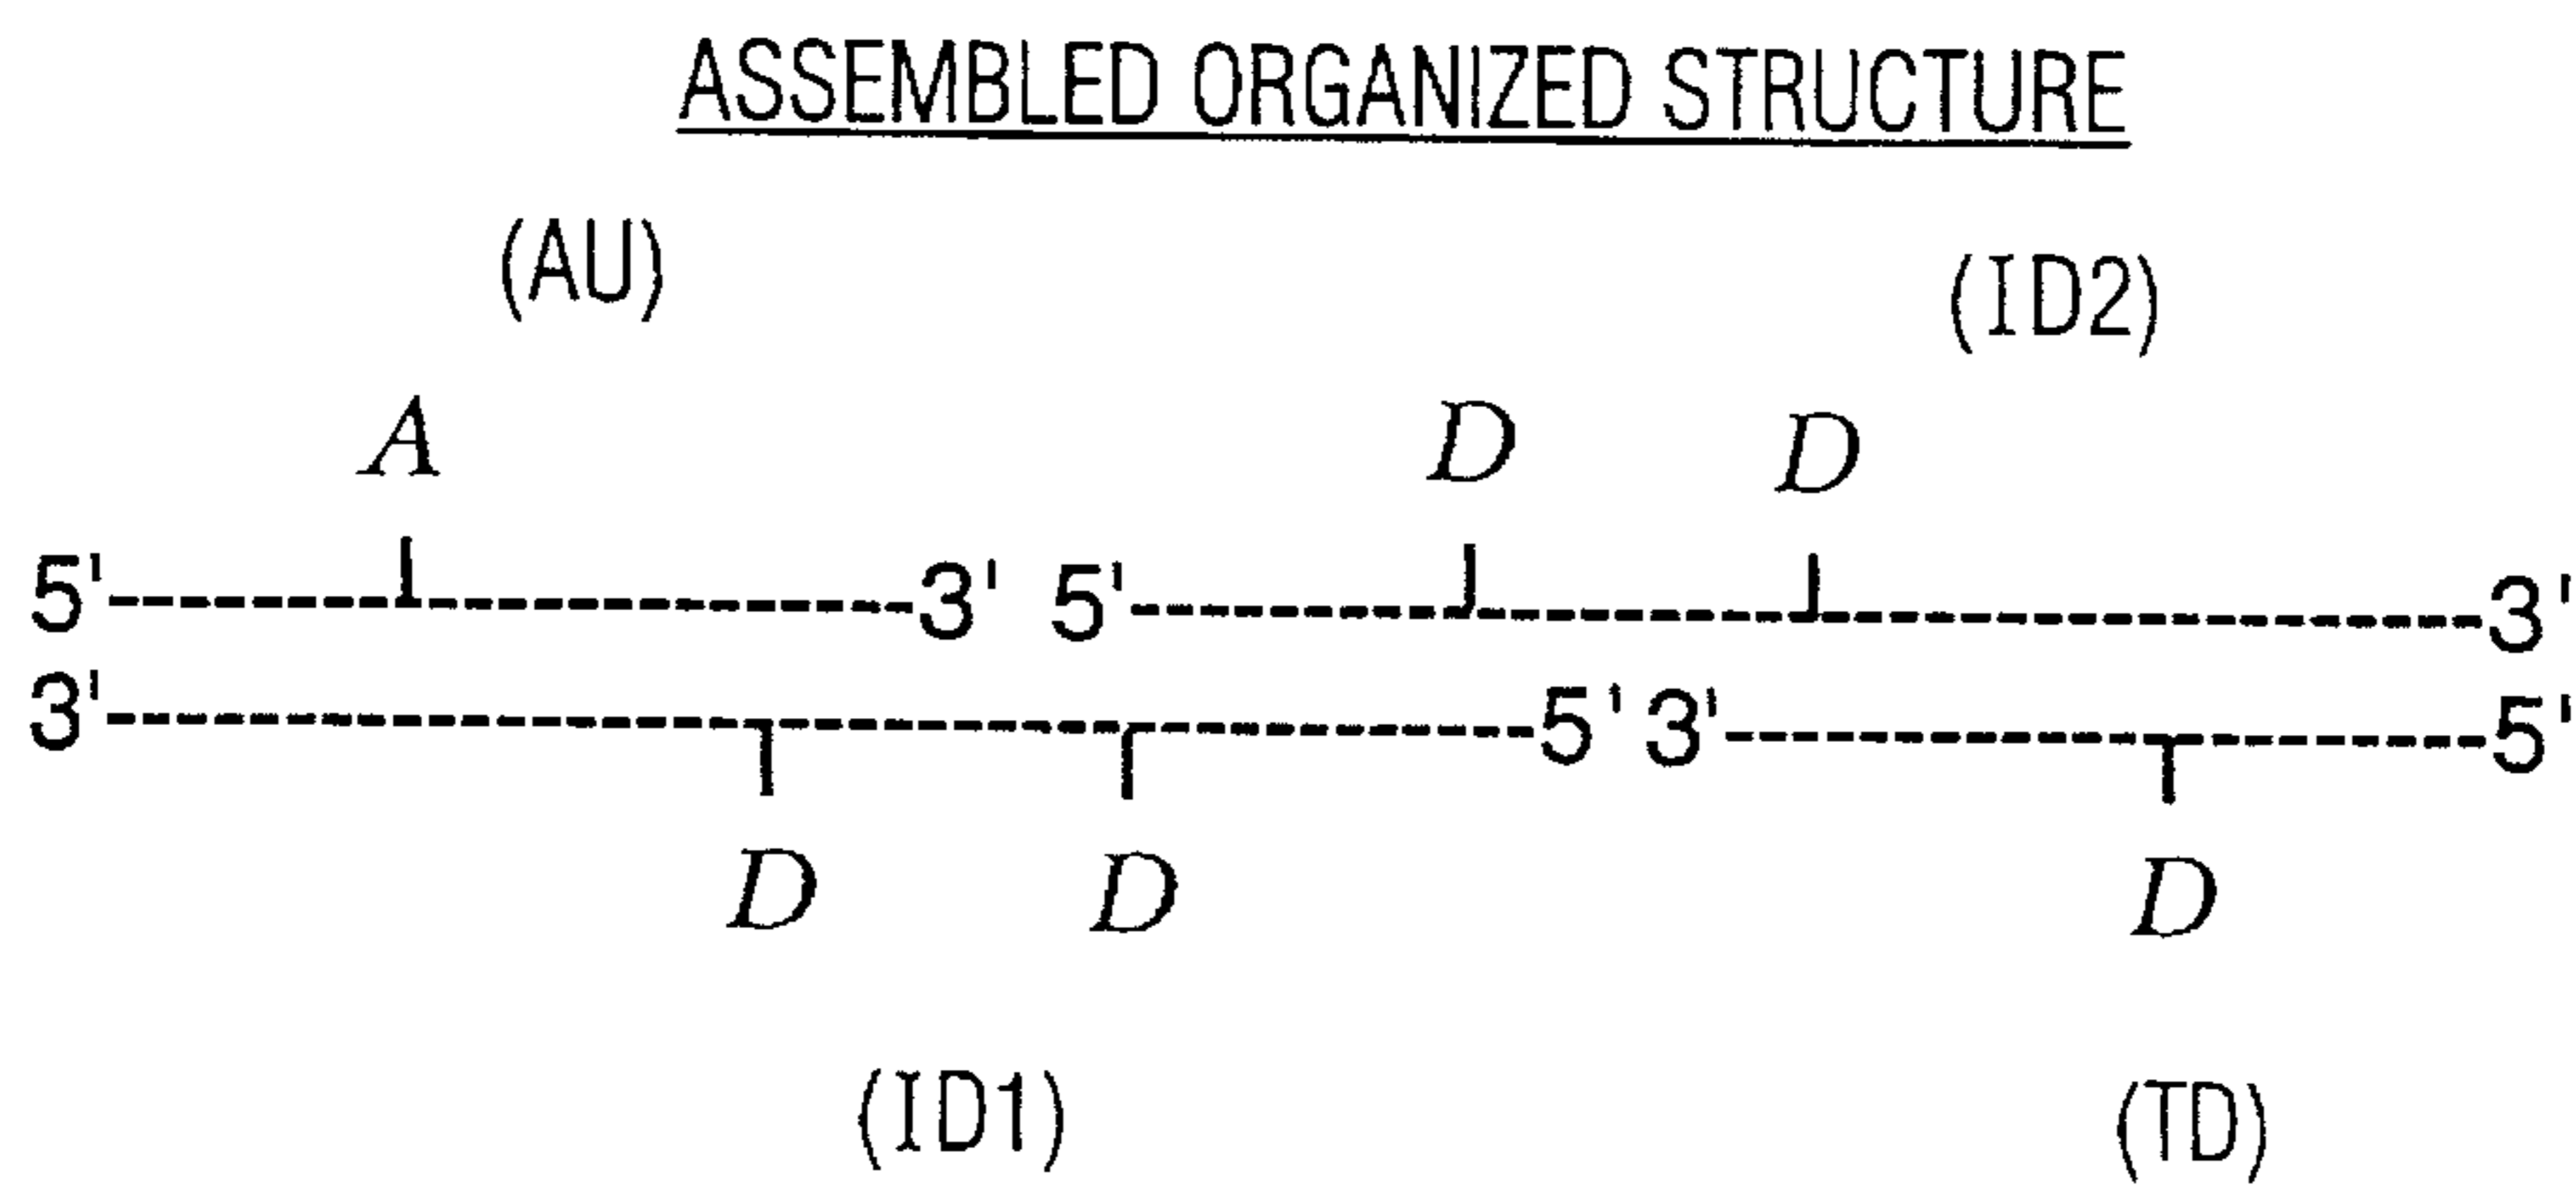 ASSEMBLED ORGANIZED STRUCTURE
(AU) (ID2)
A D D
5' 3' 5' 3'
3' 5' 3' 5'
D D D
(ID1) (TD)